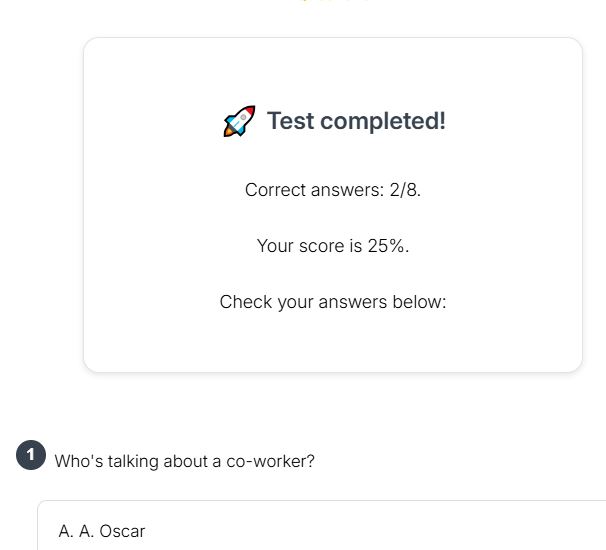 Test completed!
Correct answers: 2/8.
Your score is 25%.
Check your answers below:
1 Who's talking about a co-worker?
A. A. Oscar